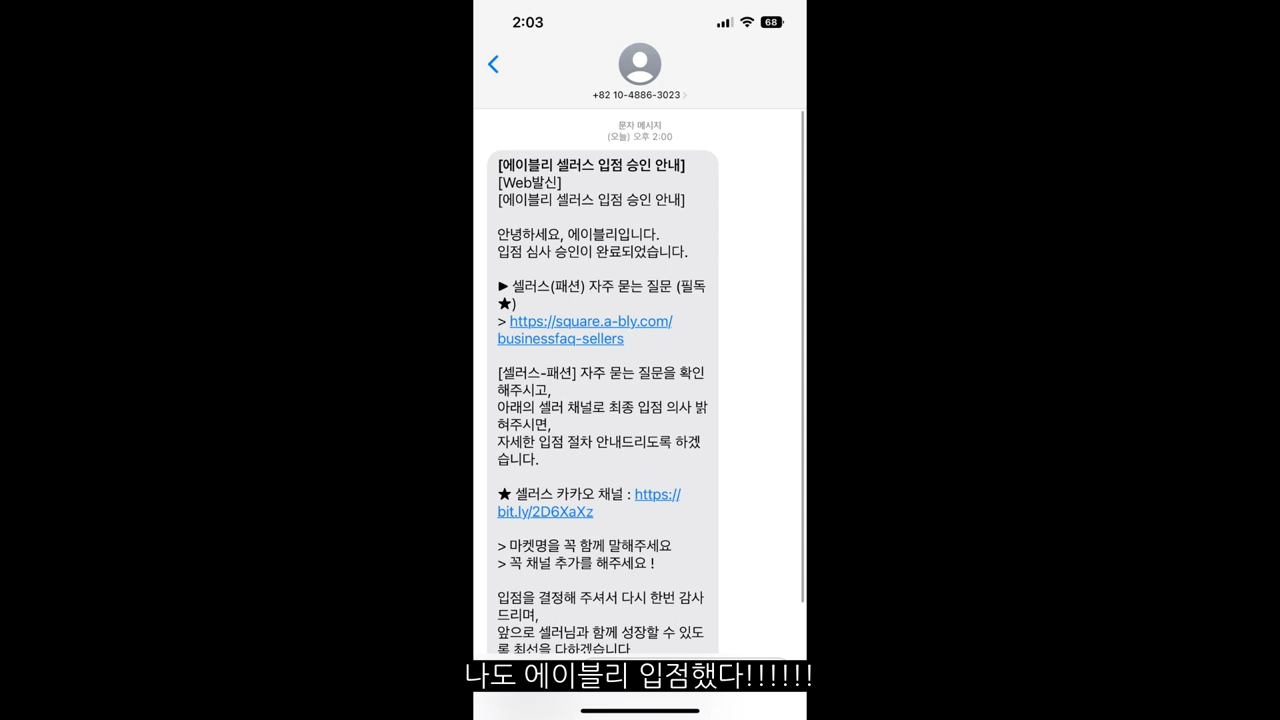 2:03
68
+82 10-4886-3023
문자 메시지
(오늘) 오후 2:00
[에이블리 셀러스 입점 승인 안내]
[Web발신]
[에이블리 셀러스 입점 승인 안내]
안녕하세요, 에이블리입니다.
입점 심사 승인이 완료되었습니다.
▶ 셀러스(패션) 자주 묻는 질문 (필독
★)
> https://square.a-bly.com/
businessfaq-sellers
[셀러스-패션] 자주 묻는 질문을 확인
해주시고,
아래의 셀러 채널로 최종 입점 의사 밝
혀주시면,
자세한 입점 절차 안내드리도록 하겠
습니다.
★ 셀러스 카카오 채널 : https://
bit.ly/2D6XaXz
> 마켓명을 꼭 함께 말해주세요
> 꼭 채널 추가를 해주세요 !
입점을 결정해 주셔서 다시 한번 감사
드리며,
앞으로 셀러님과 함께 성장할 수 있도
록 최선을 다하겠습니다
나도 에이블리 입점했다!!!!!!